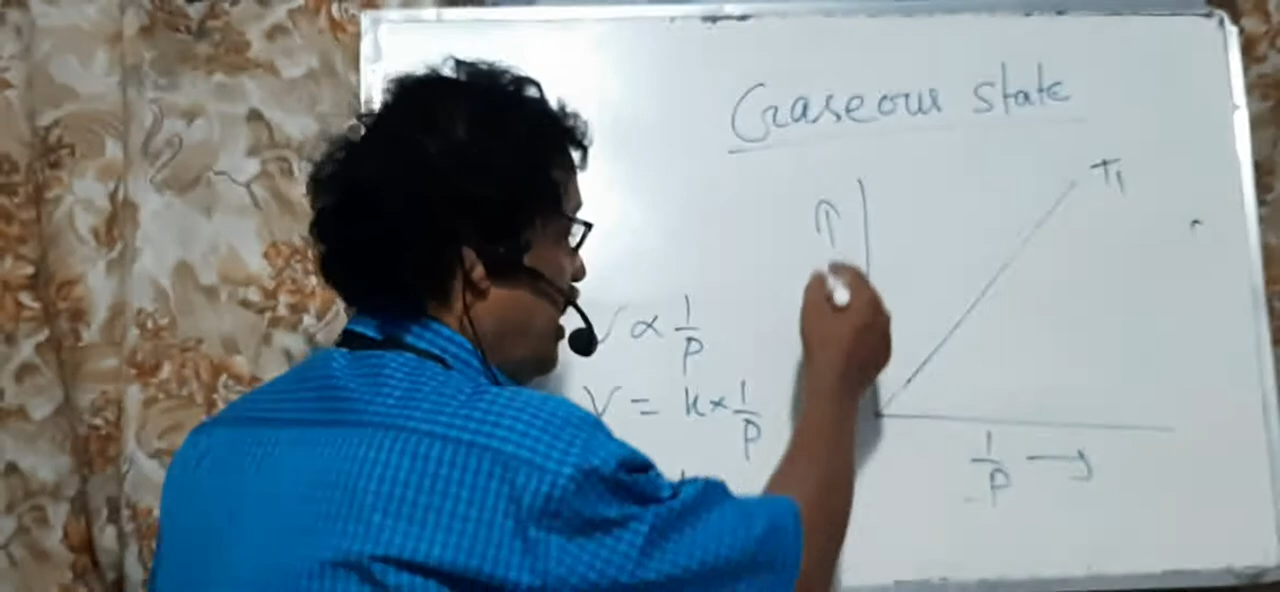 Gaseous state
T₁
V ∝ 1/P
V = k × 1/P
1/P →